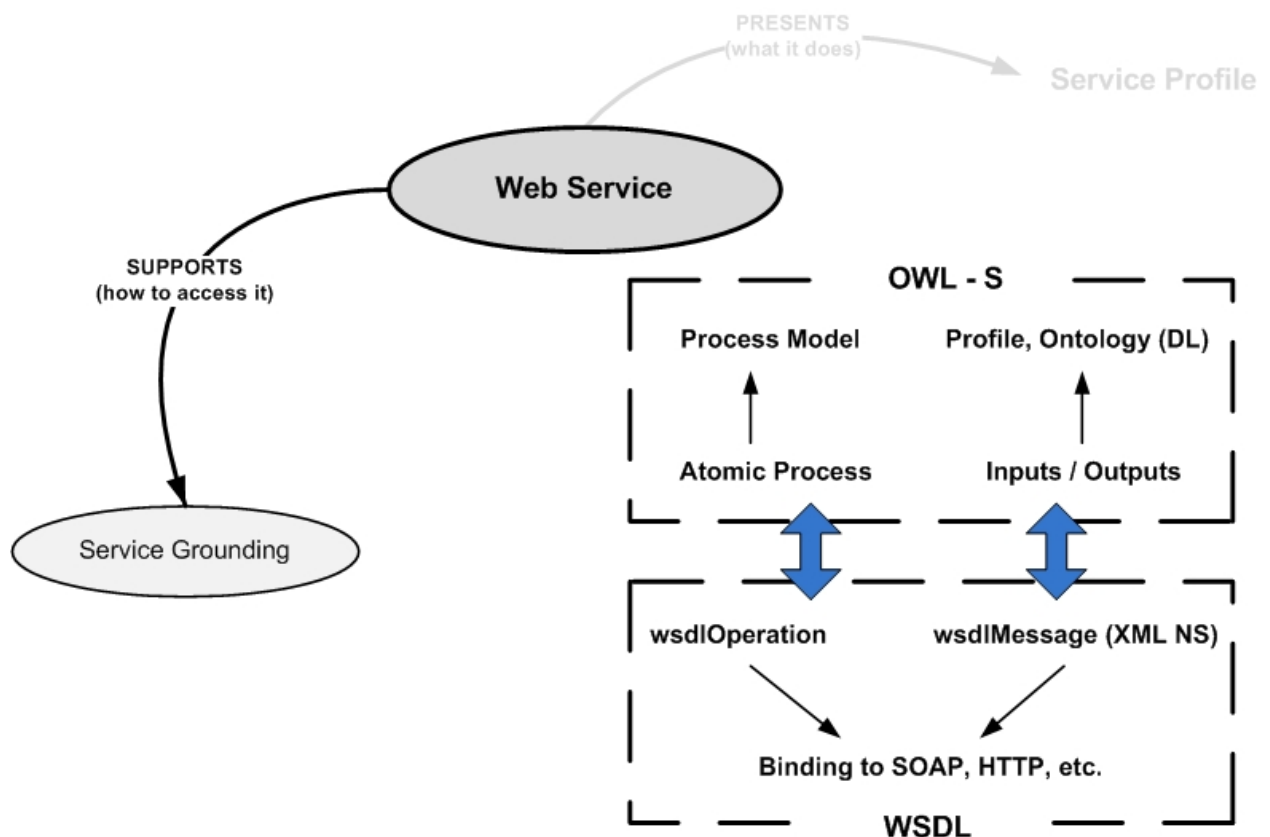 PRESENTS
(what it does)
Service Profile
Web Service
SUPPORTS
(how to access it)
OWL - S
Process Model
Profile, Ontology (DL)
Atomic Process
Inputs / Outputs
Service Grounding
wsdlOperation
wsdlMessage (XML NS)
Binding to SOAP, HTTP, etc.
WSDL